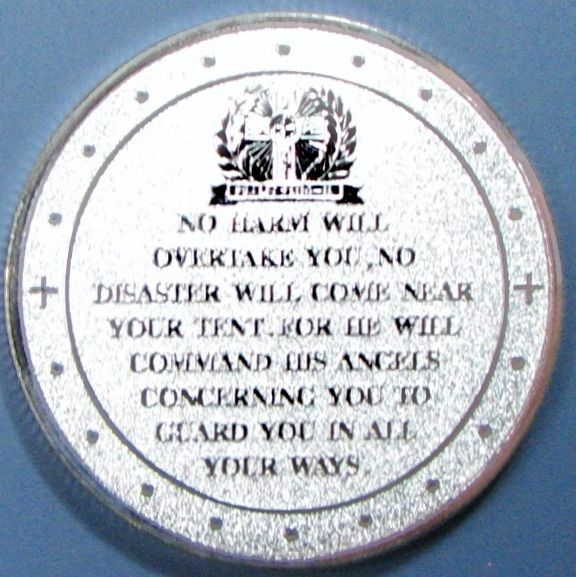 NO HARM WILL
OVERTAKE YOU, NO
DISASTER WILL COME NEAR
YOUR TENT. FOR HE WILL
COMMAND HIS ANGELS
CONCERNING YOU TO
GUARD YOU IN ALL
YOUR WAYS.